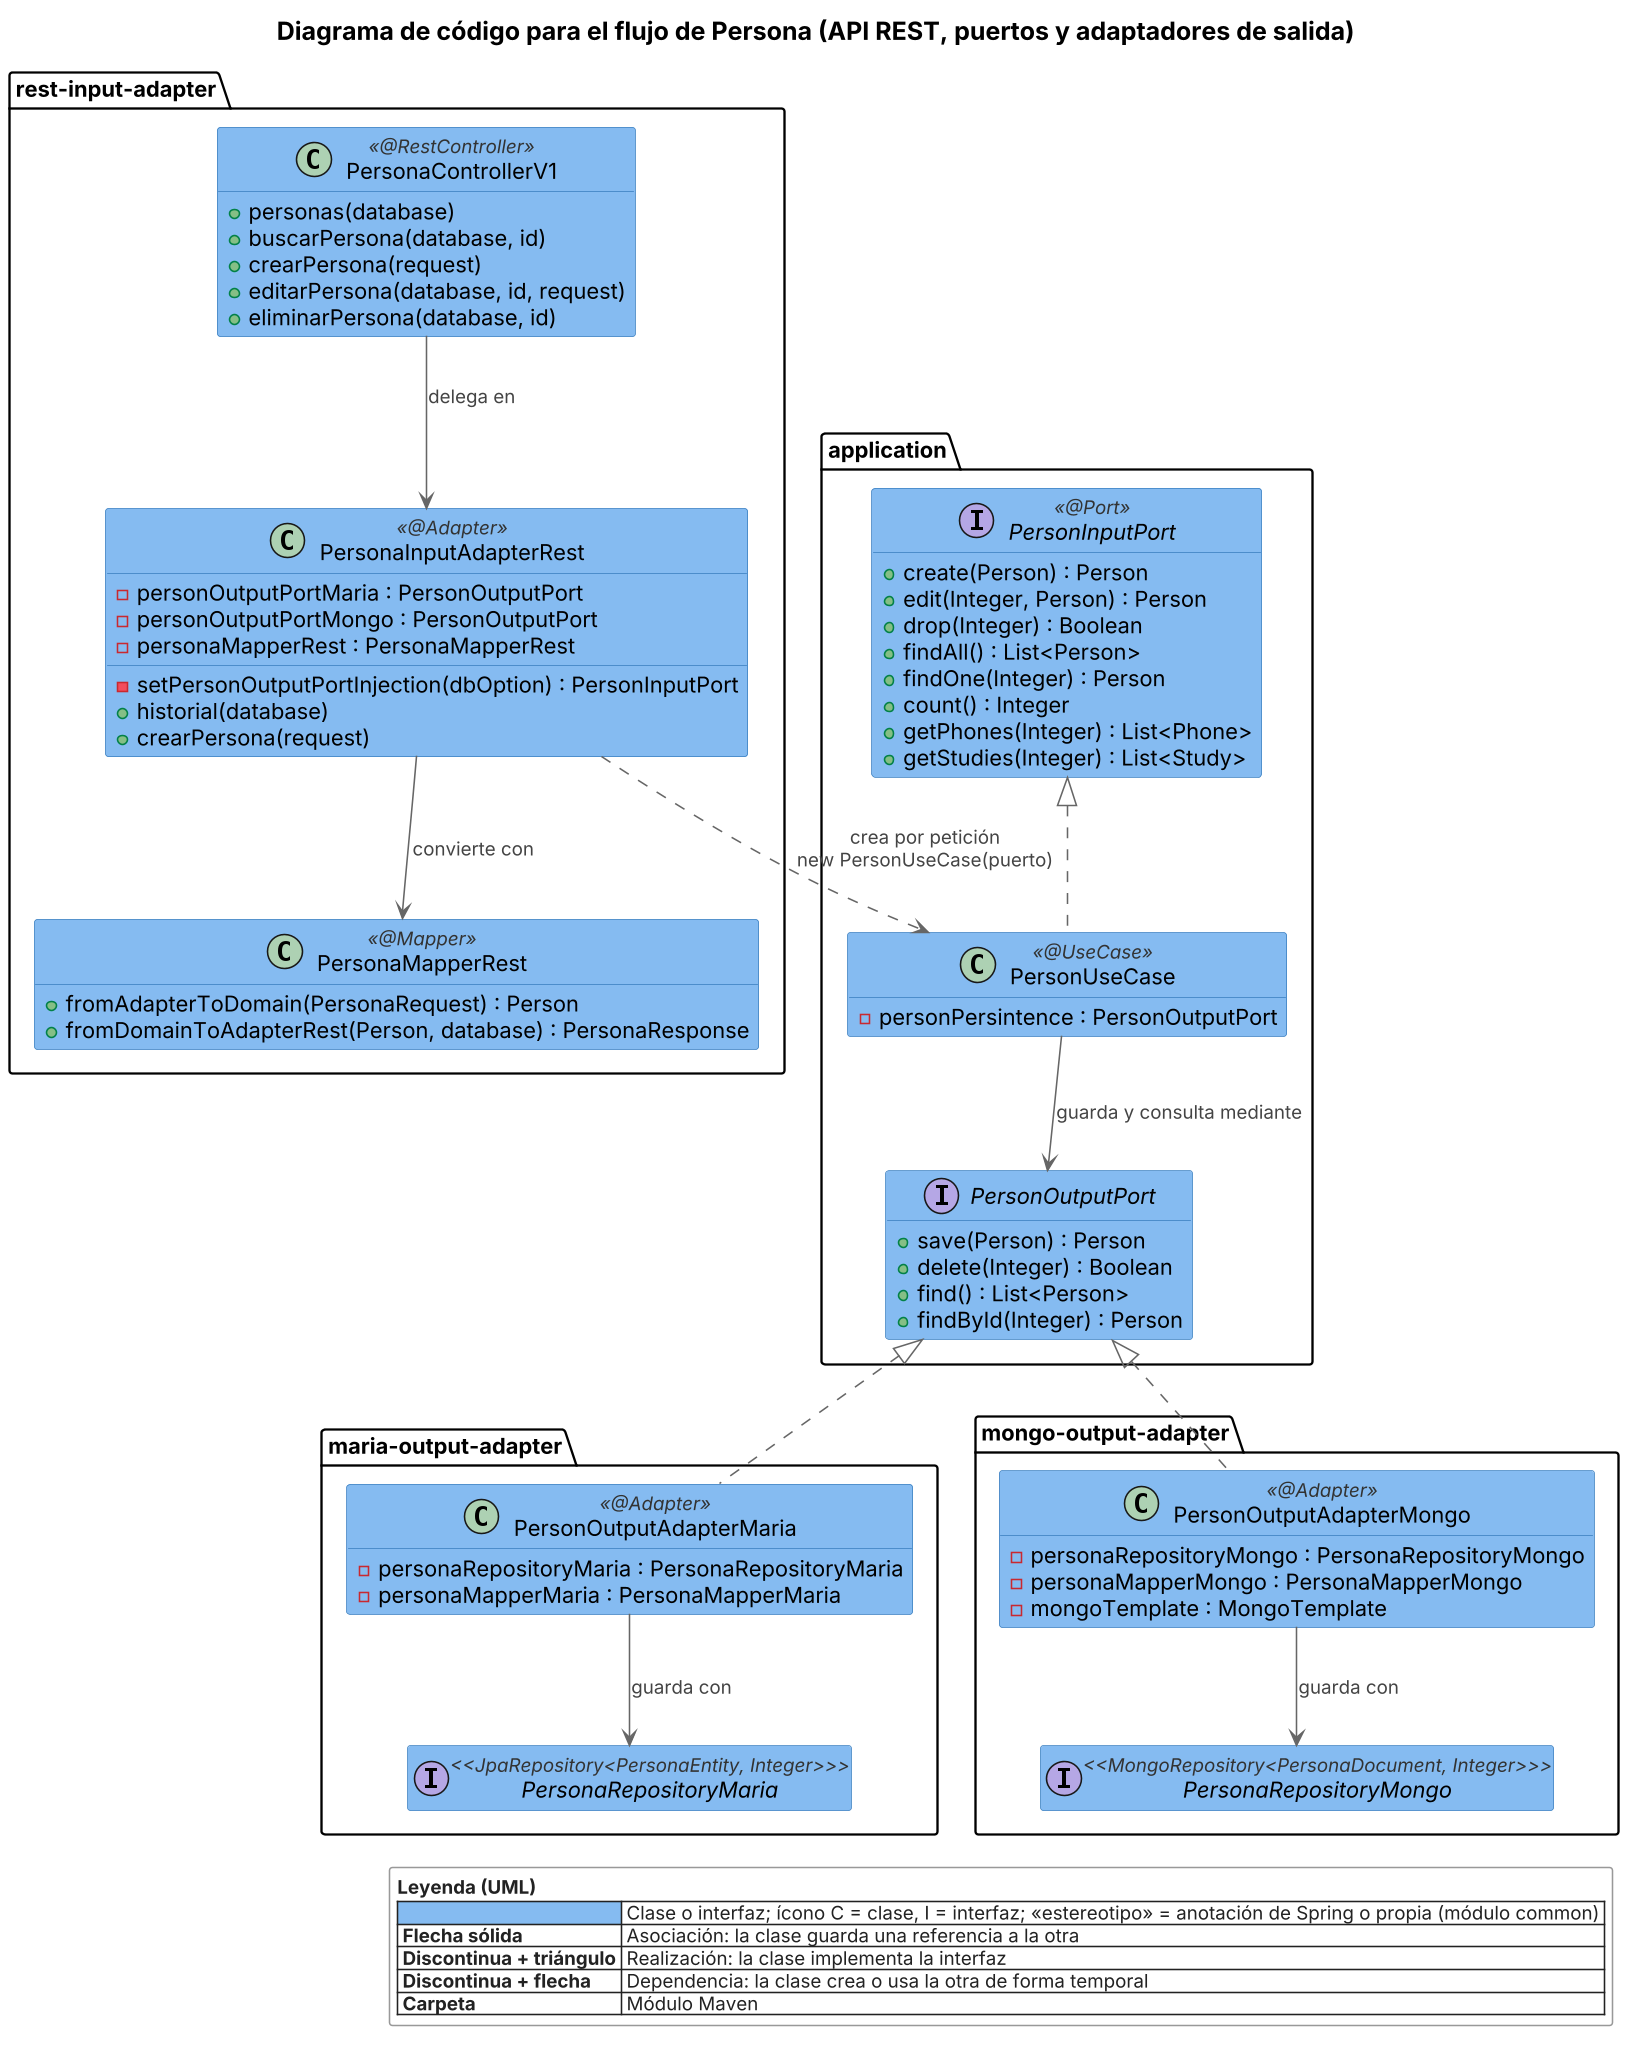 Diagrama de código para el flujo de Persona (API REST, puertos y adaptadores de salida)
rest-input-adapter
«@RestController»
C
PersonaControllerV1
personas(database)
buscarPersona(database, id)
crearPersona(request)
editarPersona(database, id, request)
eliminarPersona(database, id)
delega en
«@Adapter»
C
PersonaInputAdapterRest
personOutputPortMaria : PersonOutputPort
personOutputPortMongo : PersonOutputPort
personaMapperRest : PersonaMapperRest
setPersonOutputPortInjection(dbOption) : PersonInputPort
historial(database)
crearPersona(request)
convierte con
«@Mapper»
C
PersonaMapperRest
fromAdapterToDomain(PersonaRequest) : Person
fromDomainToAdapterRest(Person, database) : PersonaResponse
application
«@Port»
I
PersonInputPort
create(Person) : Person
edit(Integer, Person) : Person
drop(Integer) : Boolean
findAll() : List<Person>
findOne(Integer) : Person
count() : Integer
getPhones(Integer) : List<Phone>
getStudies(Integer) : List<Study>
crea por petición
new PersonUseCase(puerto)
«@UseCase»
C
PersonUseCase
personPersintence : PersonOutputPort
guarda y consulta mediante
I
PersonOutputPort
save(Person) : Person
delete(Integer) : Boolean
find() : List<Person>
findById(Integer) : Person
maria-output-adapter
«@Adapter»
C
PersonOutputAdapterMaria
personaRepositoryMaria : PersonaRepositoryMaria
personaMapperMaria : PersonaMapperMaria
guarda con
<<JpaRepository<PersonaEntity, Integer>>>
I
PersonaRepositoryMaria
mongo-output-adapter
«@Adapter»
C
PersonOutputAdapterMongo
personaRepositoryMongo : PersonaRepositoryMongo
personaMapperMongo : PersonaMapperMongo
mongoTemplate : MongoTemplate
guarda con
<<MongoRepository<PersonaDocument, Integer>>>
I
PersonaRepositoryMongo
Leyenda (UML)
Clase o interfaz; ícono C = clase, I = interfaz; «estereotipo» = anotación de Spring o propia (módulo common)
Flecha sólida Asociación: la clase guarda una referencia a la otra
Discontinua + triángulo Realización: la clase implementa la interfaz
Discontinua + flecha Dependencia: la clase crea o usa la otra de forma temporal
Carpeta Módulo Maven